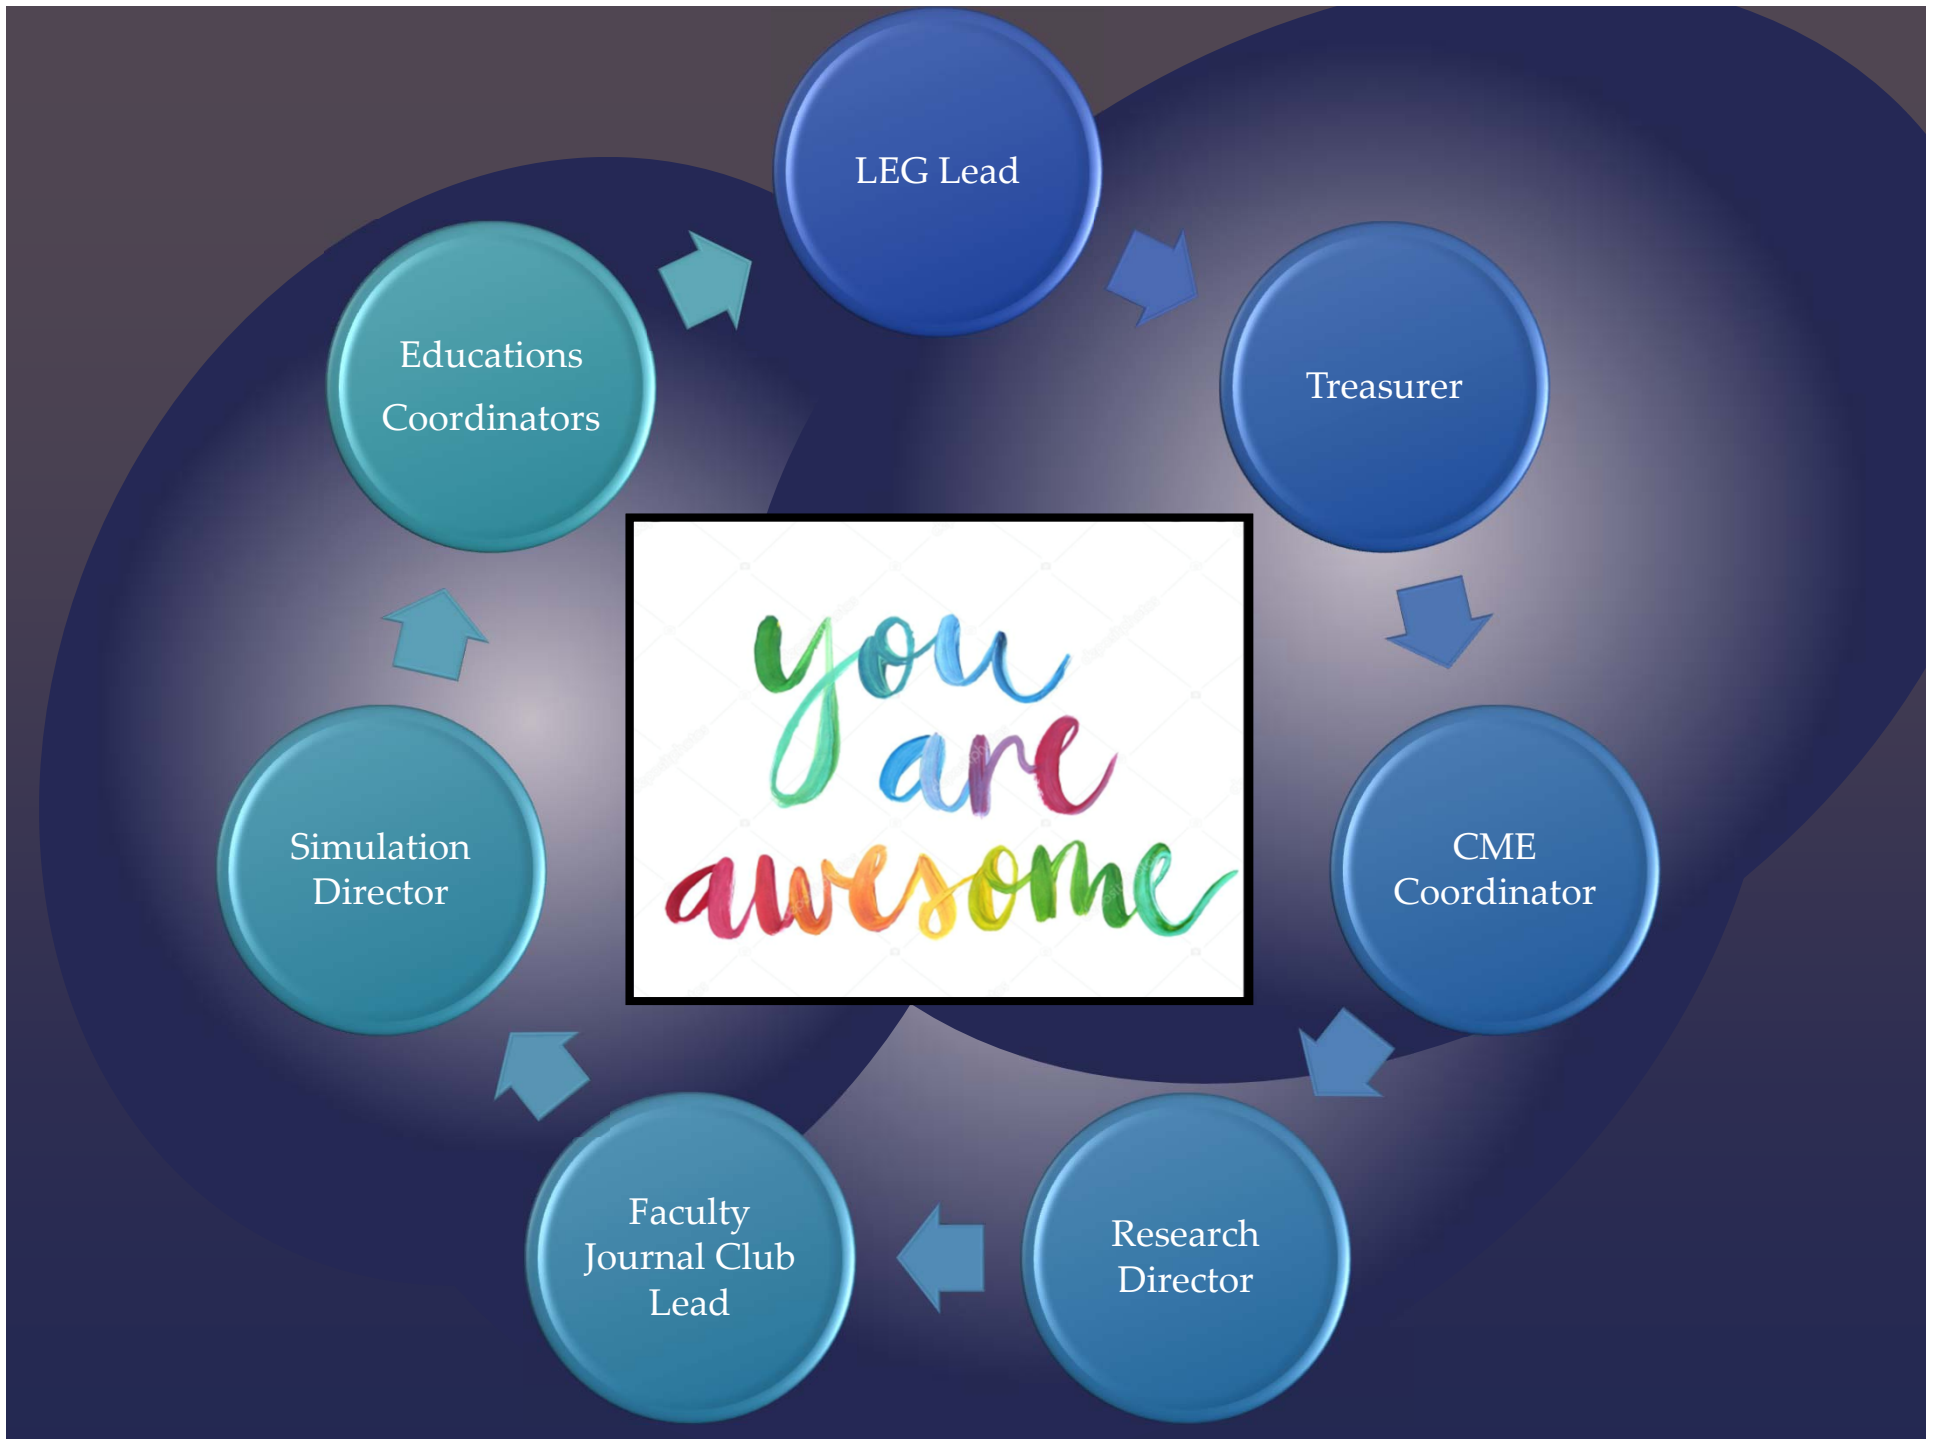 LEG Lead
Treasurer
CME
Coordinator
Research
Director
Faculty
Journal Club
Lead
Simulation
Director
Educations
Coordinators
you
are
awesome